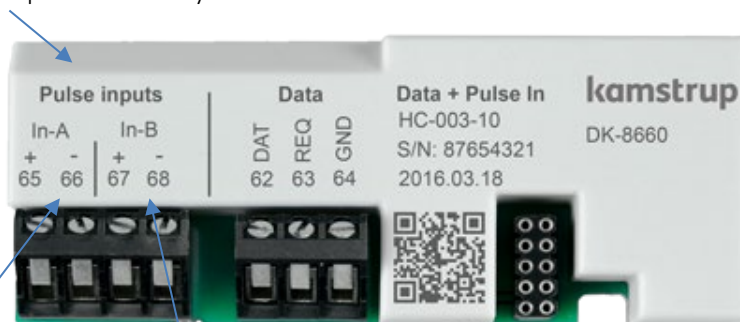 Pulse inputs
In-A In-B
+ - + -
65 66 67 68
Data
DAT REQ GND
62 63 64
Data + Pulse In
HC-003-10
S/N: 87654321
2016.03.18
kamstrup
DK-8660